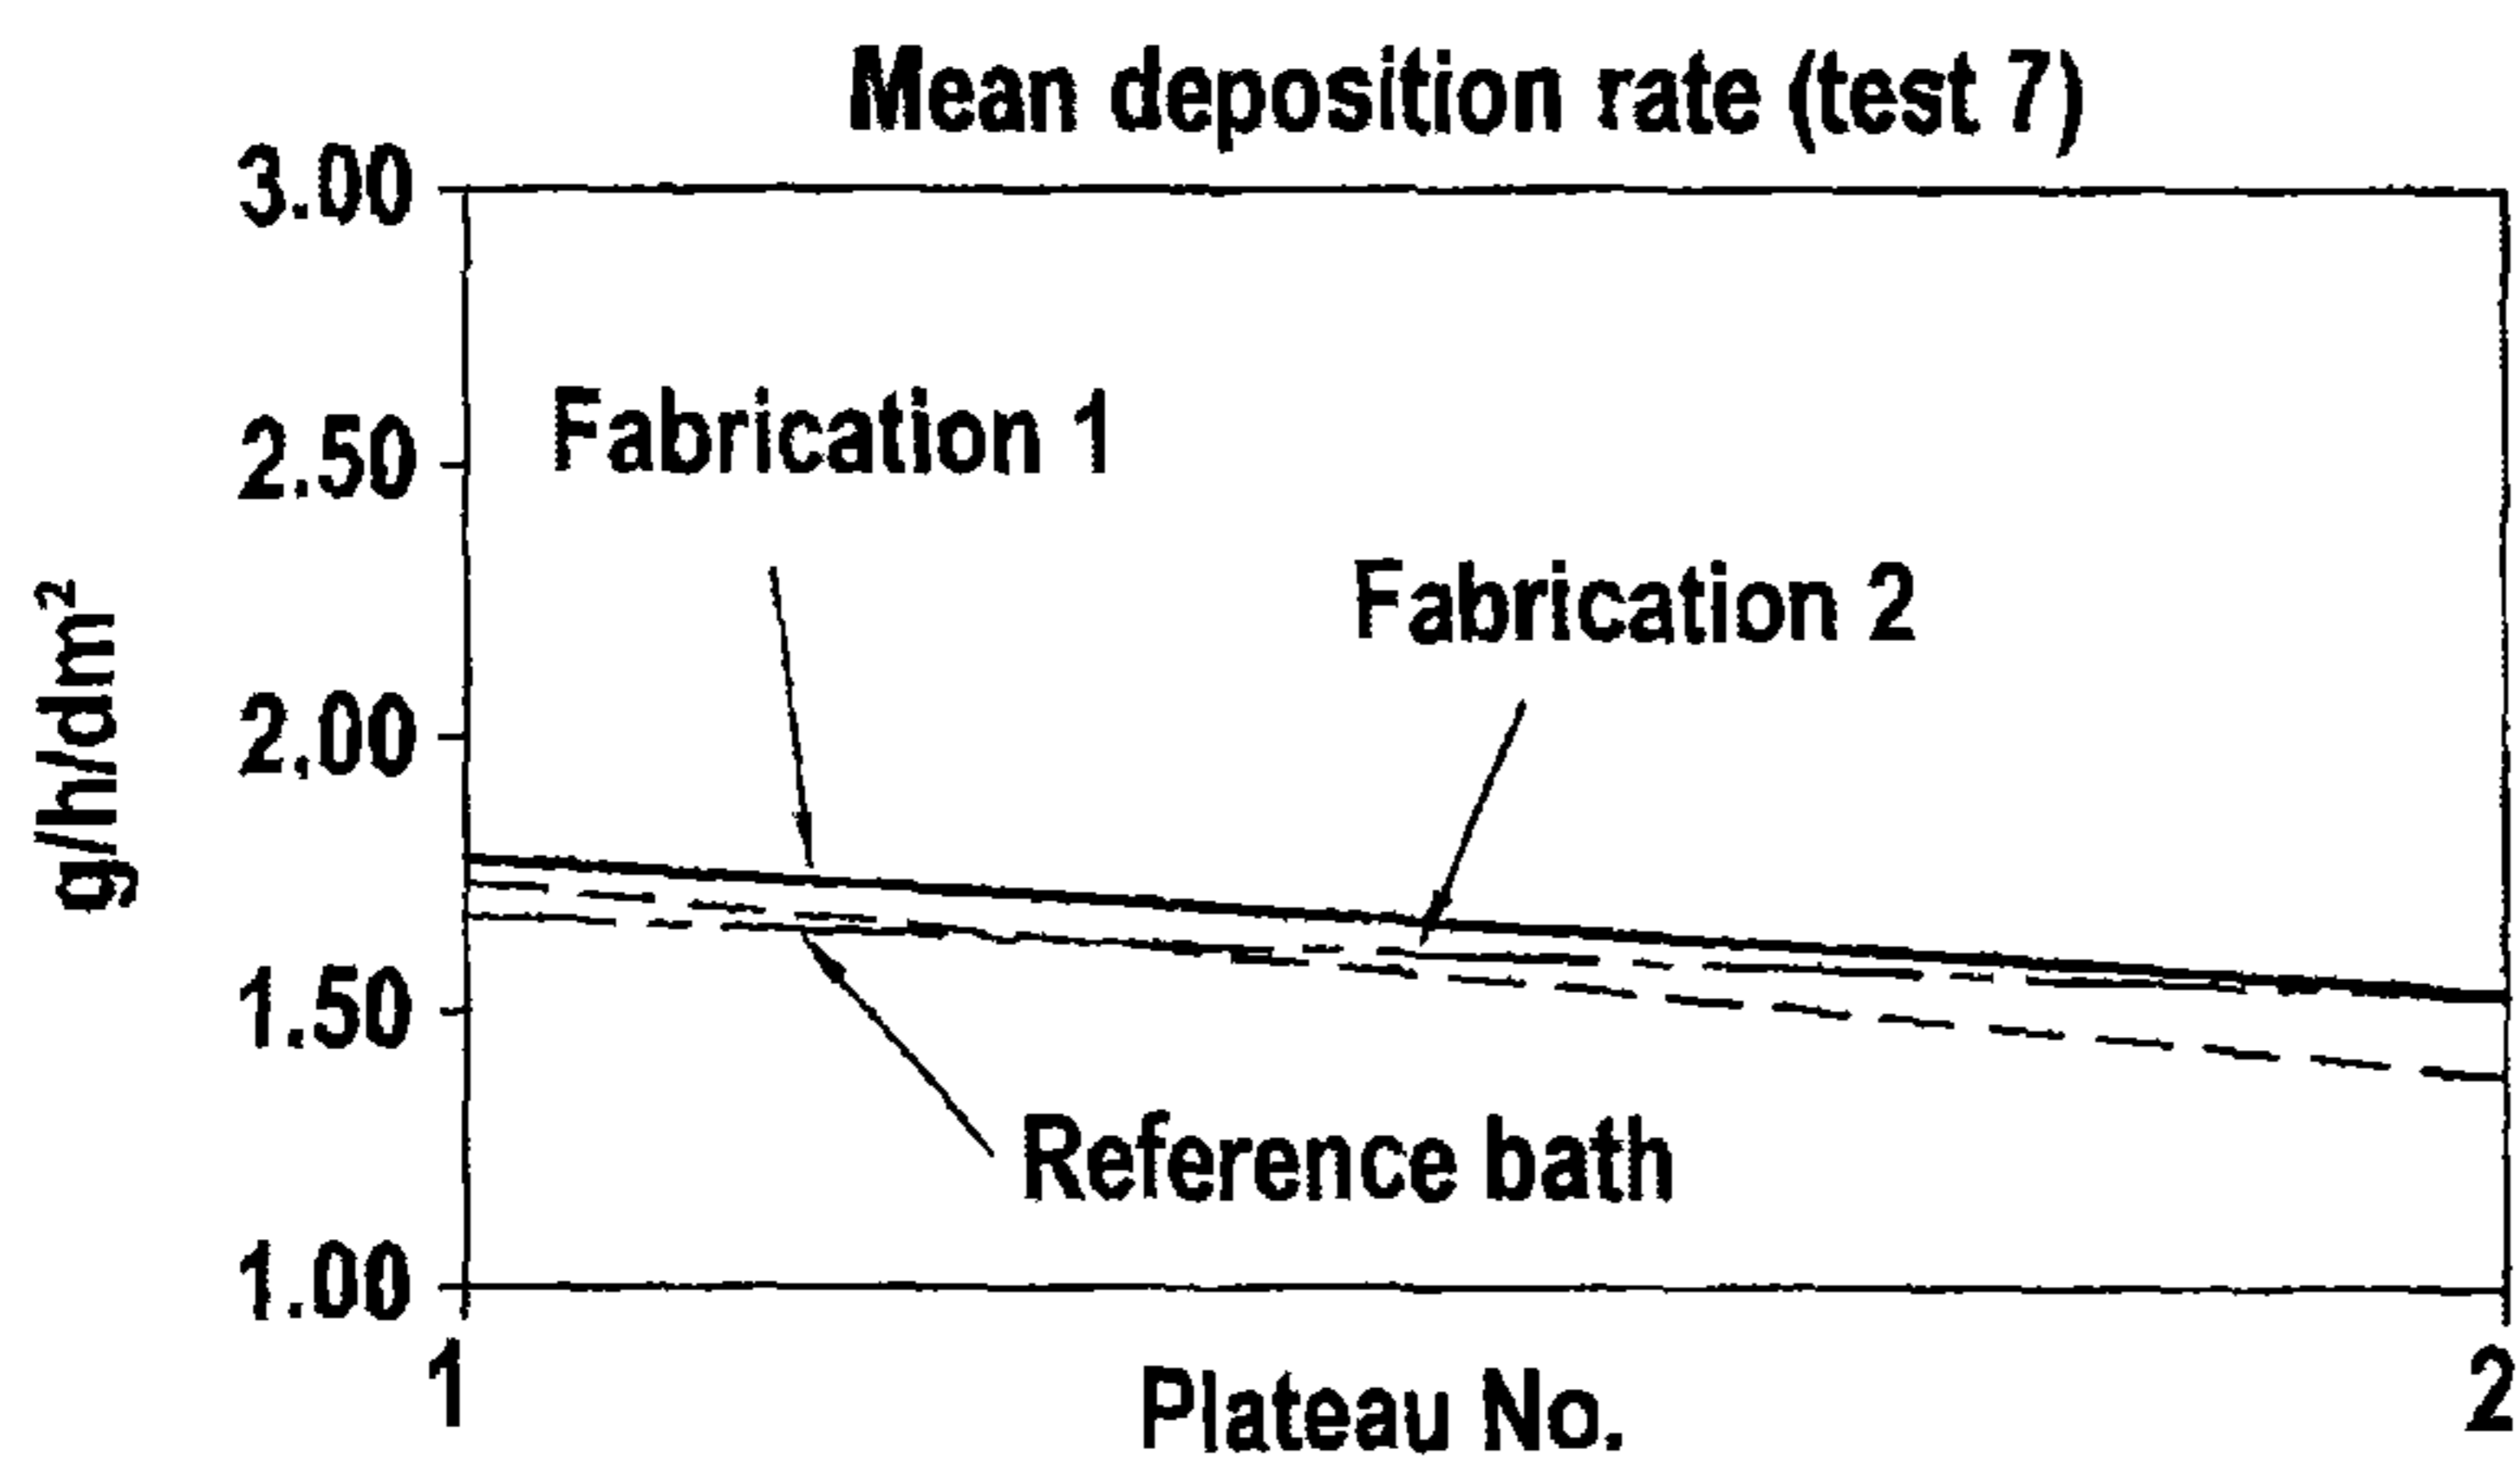 Mean deposition rate (test 7)
3.00
2.50
2,00
1.50
1.00
g/h/dm²
Fabrication 1
Fabrication 2
Reference bath
1
2
Plateau No.